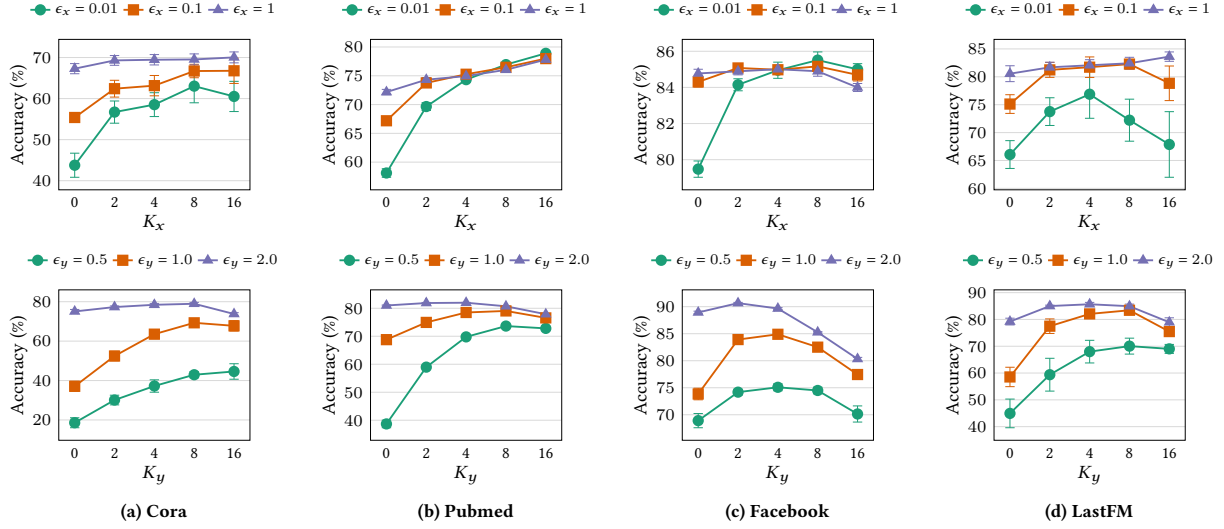 ϵx = 0.01 ϵx = 0.1 ϵx = 1
Accuracy (%)
70
60
50
40
0 2 4 8 16
Kx
ϵx = 0.01 ϵx = 0.1 ϵx = 1
Accuracy (%)
80
75
70
65
60
0 2 4 8 16
Kx
ϵx = 0.01 ϵx = 0.1 ϵx = 1
Accuracy (%)
86
84
82
80
0 2 4 8 16
Kx
ϵx = 0.01 ϵx = 0.1 ϵx = 1
Accuracy (%)
85
80
75
70
65
60
0 2 4 8 16
Kx
ϵy = 0.5 ϵy = 1.0 ϵy = 2.0
Accuracy (%)
80
60
40
20
0 2 4 8 16
Ky
(a) Cora
ϵy = 0.5 ϵy = 1.0 ϵy = 2.0
Accuracy (%)
80
70
60
50
40
0 2 4 8 16
Ky
(b) Pubmed
ϵy = 0.5 ϵy = 1.0 ϵy = 2.0
Accuracy (%)
90
85
80
75
70
0 2 4 8 16
Ky
(c) Facebook
ϵy = 0.5 ϵy = 1.0 ϵy = 2.0
Accuracy (%)
90
80
70
60
50
40
0 2 4 8 16
Ky
(d) LastFM